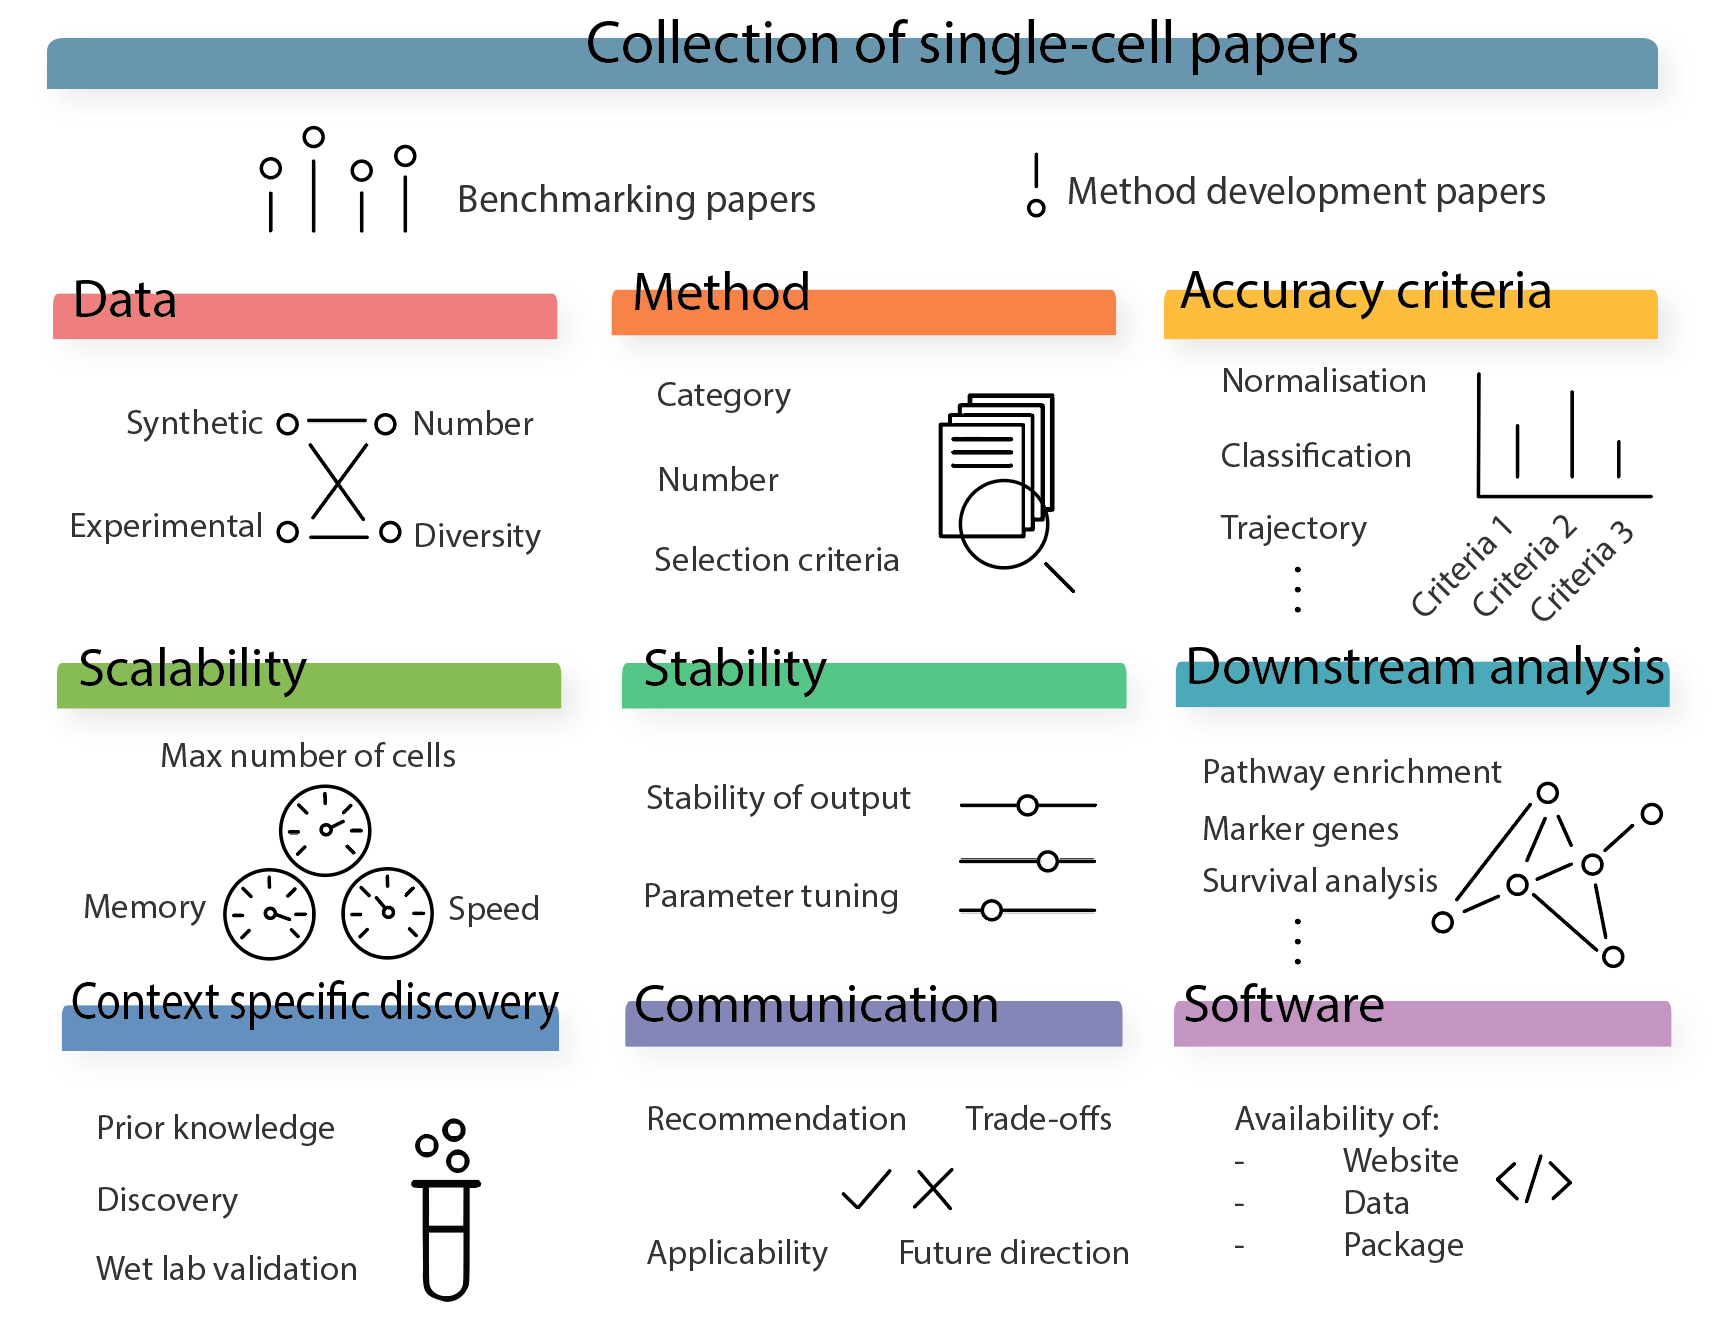 Collection of single-cell papers
Benchmarking papers
Method development papers
Data
Synthetic
Number
Experimental
Diversity
Method
Category
Number
Selection criteria
Accuracy criteria
Normalisation
Classification
Trajectory
Criteria 1
Criteria 2
Criteria 3
Scalability
Max number of cells
Memory
Speed
Stability
Stability of output
Parameter tuning
Downstream analysis
Pathway enrichment
Marker genes
Survival analysis
Context specific discovery
Prior knowledge
Discovery
Wet lab validation
Communication
Recommendation
Trade-offs
Applicability
Future direction
Software
Availability of:
- Website
- Data
- Package